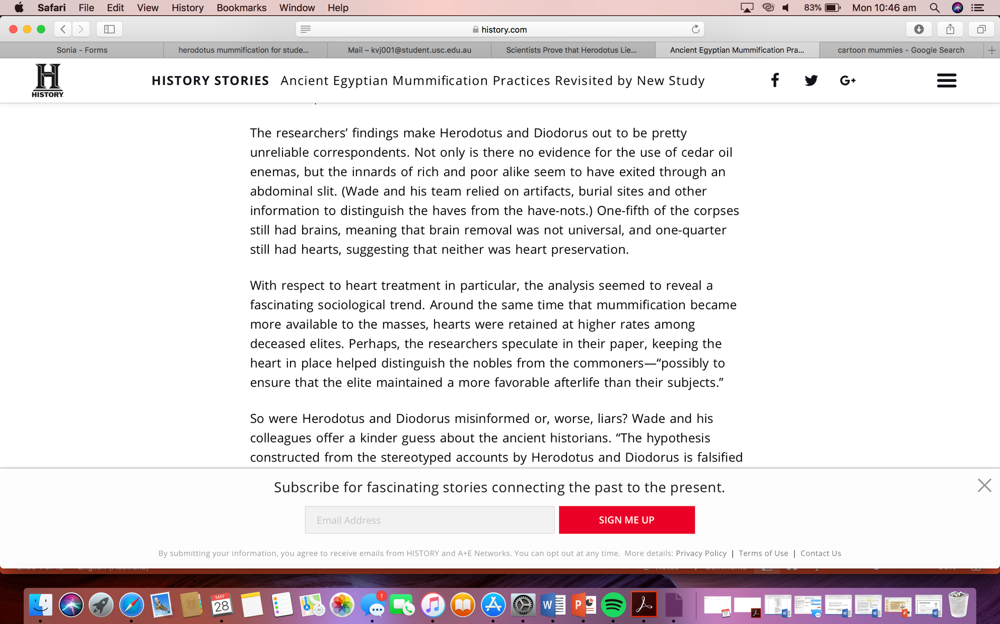 Safari File Edit View History Bookmarks Window Help 83% Mon 10:46 am
history.com
Sonia - Forms
herodotus mummification for stude...
Mail – kvj001@student.usc.edu.au
Scientists Prove that Herodotus Lie...
Ancient Egyptian Mummification Pra...
cartoon mummies - Google Search
H
HISTORY
HISTORY STORIES Ancient Egyptian Mummification Practices Revisited by New Study
G+
The researchers’ findings make Herodotus and Diodorus out to be pretty
unreliable correspondents. Not only is there no evidence for the use of cedar oil
enemas, but the innards of rich and poor alike seem to have exited through an
abdominal slit. (Wade and his team relied on artifacts, burial sites and other
information to distinguish the haves from the have-nots.) One-fifth of the corpses
still had brains, meaning that brain removal was not universal, and one-quarter
still had hearts, suggesting that neither was heart preservation.
With respect to heart treatment in particular, the analysis seemed to reveal a
fascinating sociological trend. Around the same time that mummification became
more available to the masses, hearts were retained at higher rates among
deceased elites. Perhaps, the researchers speculate in their paper, keeping the
heart in place helped distinguish the nobles from the commoners—“possibly to
ensure that the elite maintained a more favorable afterlife than their subjects.”
So were Herodotus and Diodorus misinformed or, worse, liars? Wade and his
colleagues offer a kinder guess about the ancient historians. “The hypothesis
constructed from the stereotyped accounts by Herodotus and Diodorus is falsified
Subscribe for fascinating stories connecting the past to the present.
Email Address
SIGN ME UP
By submitting your information, you agree to receive emails from HISTORY and A+E Networks. You can opt out at any time. More details: Privacy Policy | Terms of Use | Contact Us
MAY
28
3D
1
W
P
17